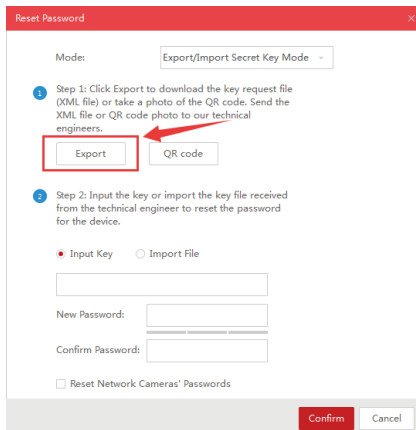 Reset Password
Mode: Export/Import Secret Key Mode
1 Step 1: Click Export to download the key request file
(XML file) or take a photo of the QR code. Send the
XML file or QR code photo to our technical
engineers.
Export QR code
2 Step 2: Input the key or import the key file received
from the technical engineer to reset the password
for the device.
Input Key Import File
New Password:
Confirm Password:
Reset Network Cameras' Passwords
Confirm Cancel